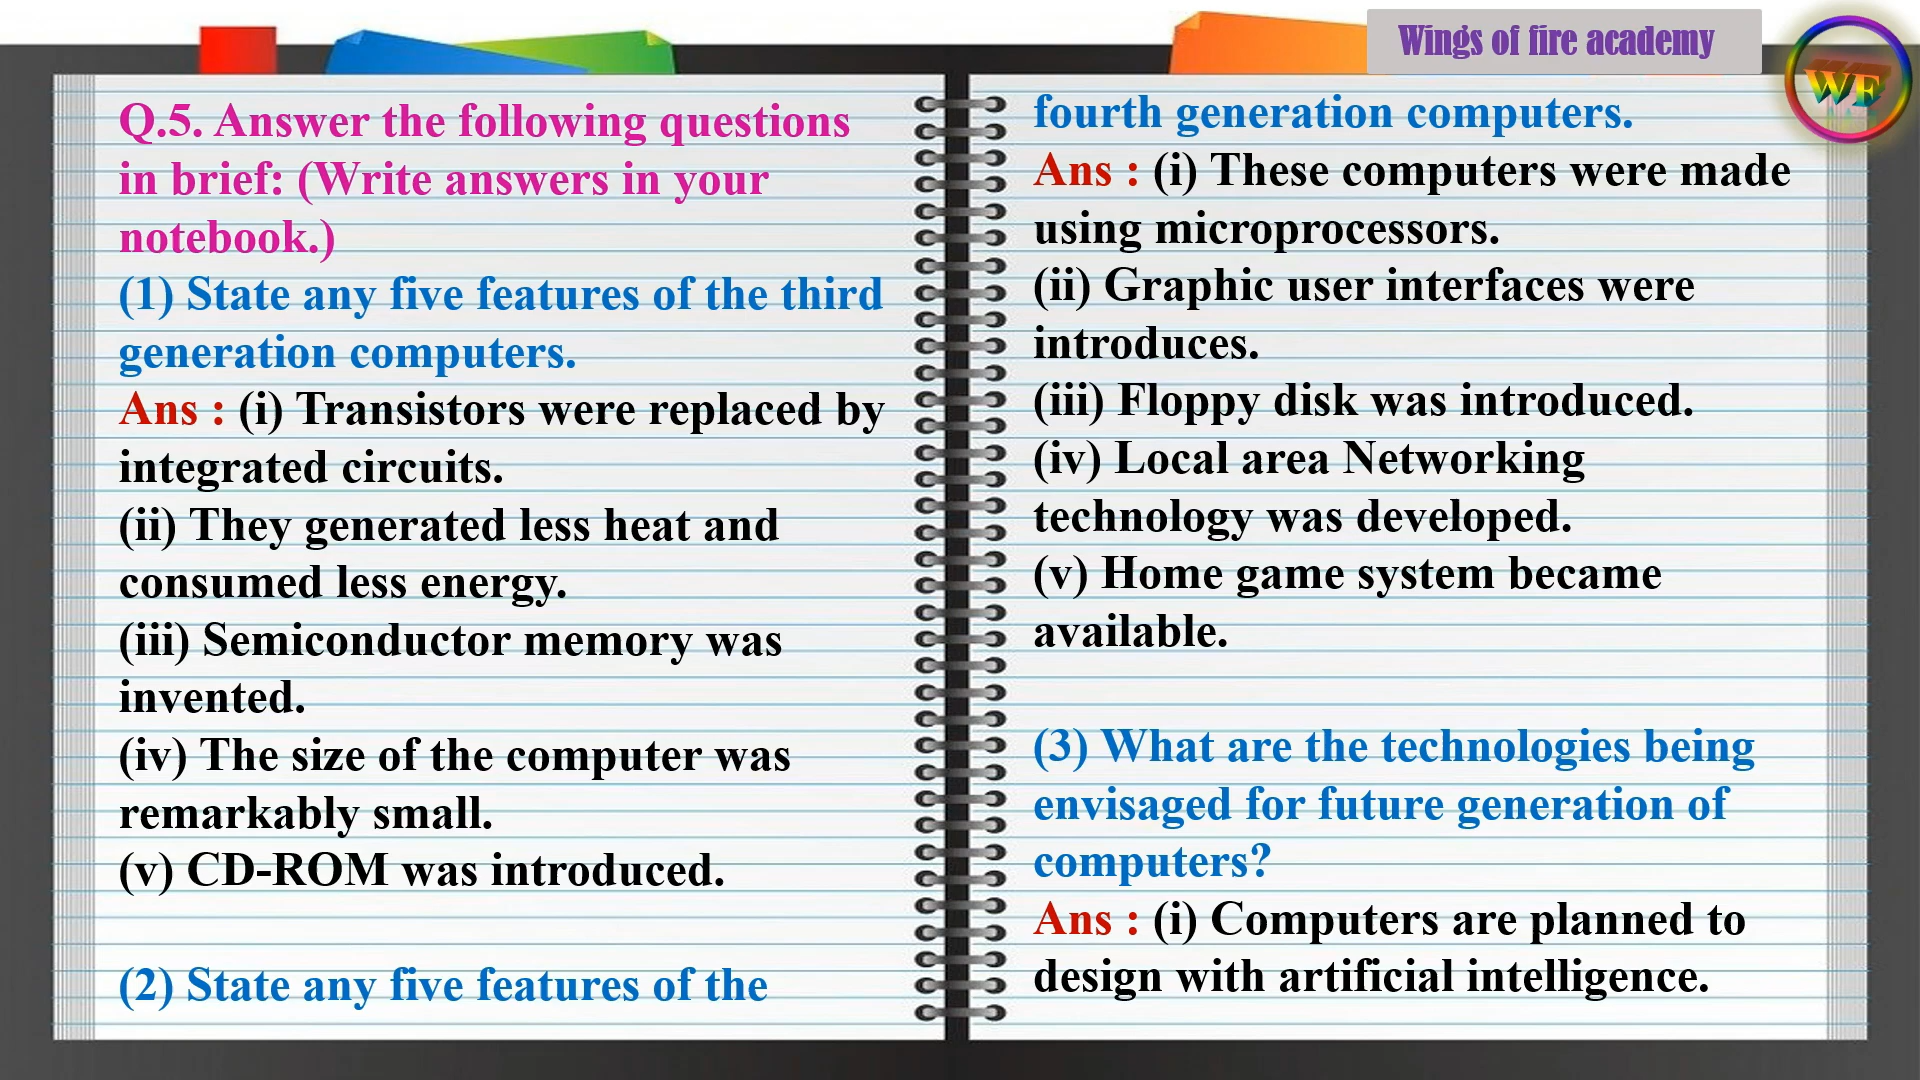 Wings of fire academy
WF
Q.5. Answer the following questions
in brief: (Write answers in your
notebook.)
(1) State any five features of the third
generation computers.
Ans : (i) Transistors were replaced by
integrated circuits.
(ii) They generated less heat and
consumed less energy.
(iii) Semiconductor memory was
invented.
(iv) The size of the computer was
remarkably small.
(v) CD-ROM was introduced.
(2) State any five features of the
fourth generation computers.
Ans : (i) These computers were made
using microprocessors.
(ii) Graphic user interfaces were
introduces.
(iii) Floppy disk was introduced.
(iv) Local area Networking
technology was developed.
(v) Home game system became
available.
(3) What are the technologies being
envisaged for future generation of
computers?
Ans : (i) Computers are planned to
design with artificial intelligence.